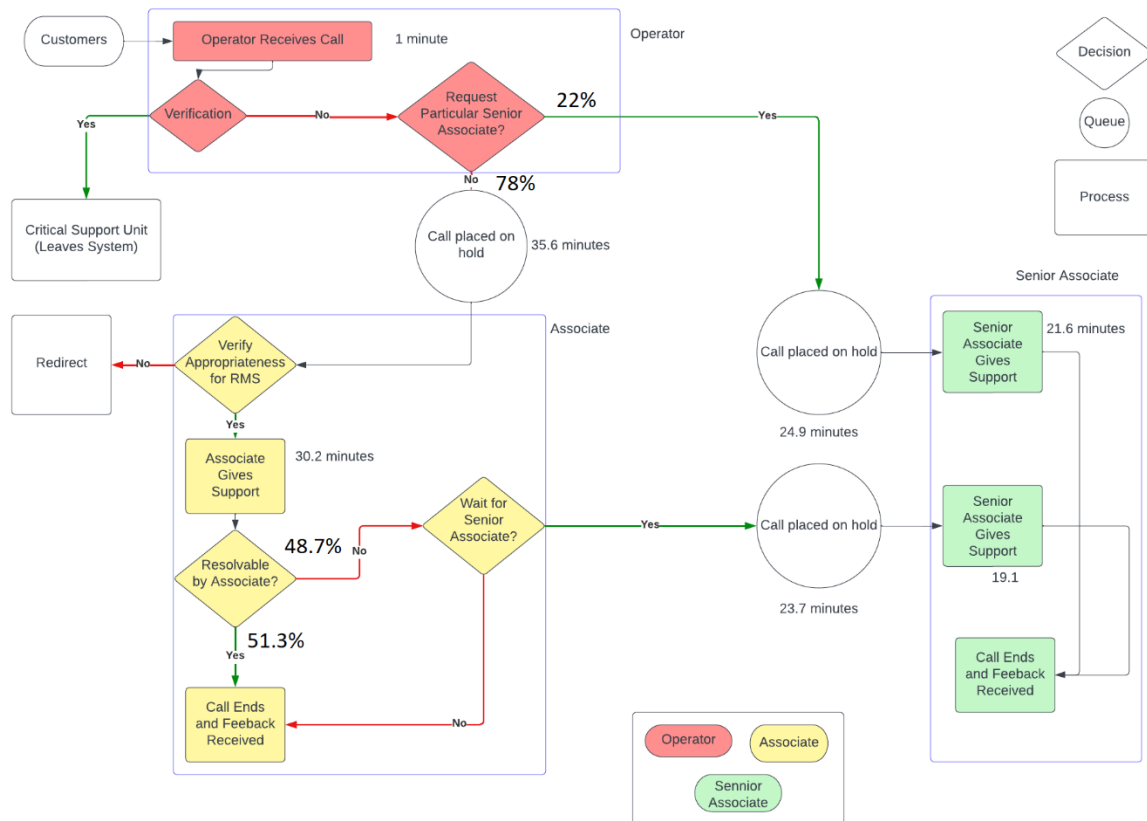 Customers
Operator Receives Call
1 minute
Operator
Decision
Verification
Yes
No
Request
Particular Senior
Associate?
22%
Yes
Queue
No
78%
Process
Critical Support Unit
(Leaves System)
Call placed on
hold
35.6 minutes
Senior Associate
Associate
Redirect
No
Verify
Appropriateness
for RMS
Call placed on hold
24.9 minutes
Senior
Associate
Gives
Support
21.6 minutes
Yes
Associate
Gives
Support
30.2 minutes
Wait for
Senior
Associate?
Yes
Call placed on hold
23.7 minutes
Senior
Associate
Gives
Support
19.1
Resolvable
by Associate?
48.7%
No
51.3%
Yes
Call Ends
and Feeback
Received
No
Call Ends
and Feedback
Received
Operator
Associate
Sennior
Associate